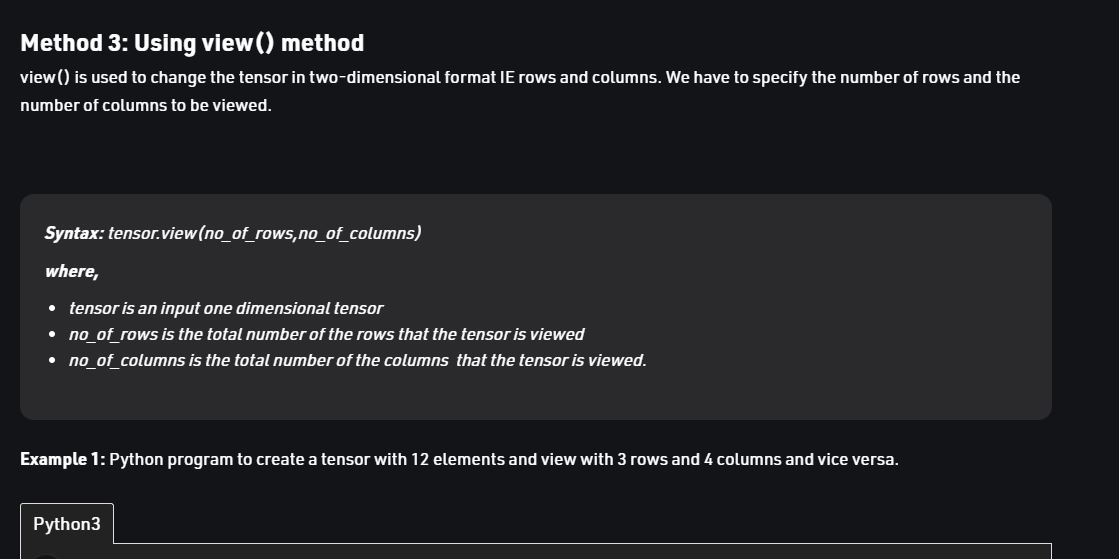 Method 3: Using view() method
view() is used to change the tensor in two-dimensional format IE rows and columns. We have to specify the number of rows and the
number of columns to be viewed.
Syntax: tensor.view(no_of_rows,no_of_columns)
where,
• tensor is an input one dimensional tensor
• no_of_rows is the total number of the rows that the tensor is viewed
• no_of_columns is the total number of the columns  that the tensor is viewed.
Example 1: Python program to create a tensor with 12 elements and view with 3 rows and 4 columns and vice versa.
Python3